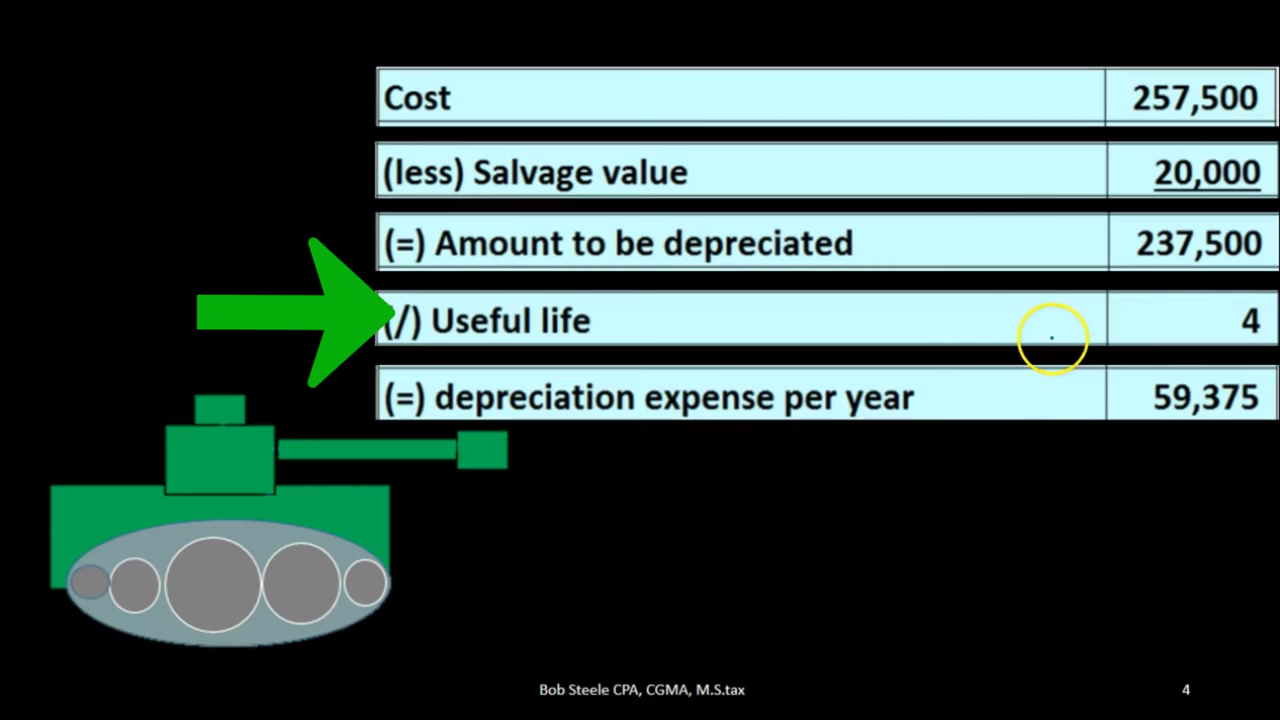 Cost 257,500
(less) Salvage value 20,000
(=) Amount to be depreciated 237,500
(/) Useful life 4
(=) depreciation expense per year 59,375
Bob Steele CPA, CGMA, M.S.tax 4